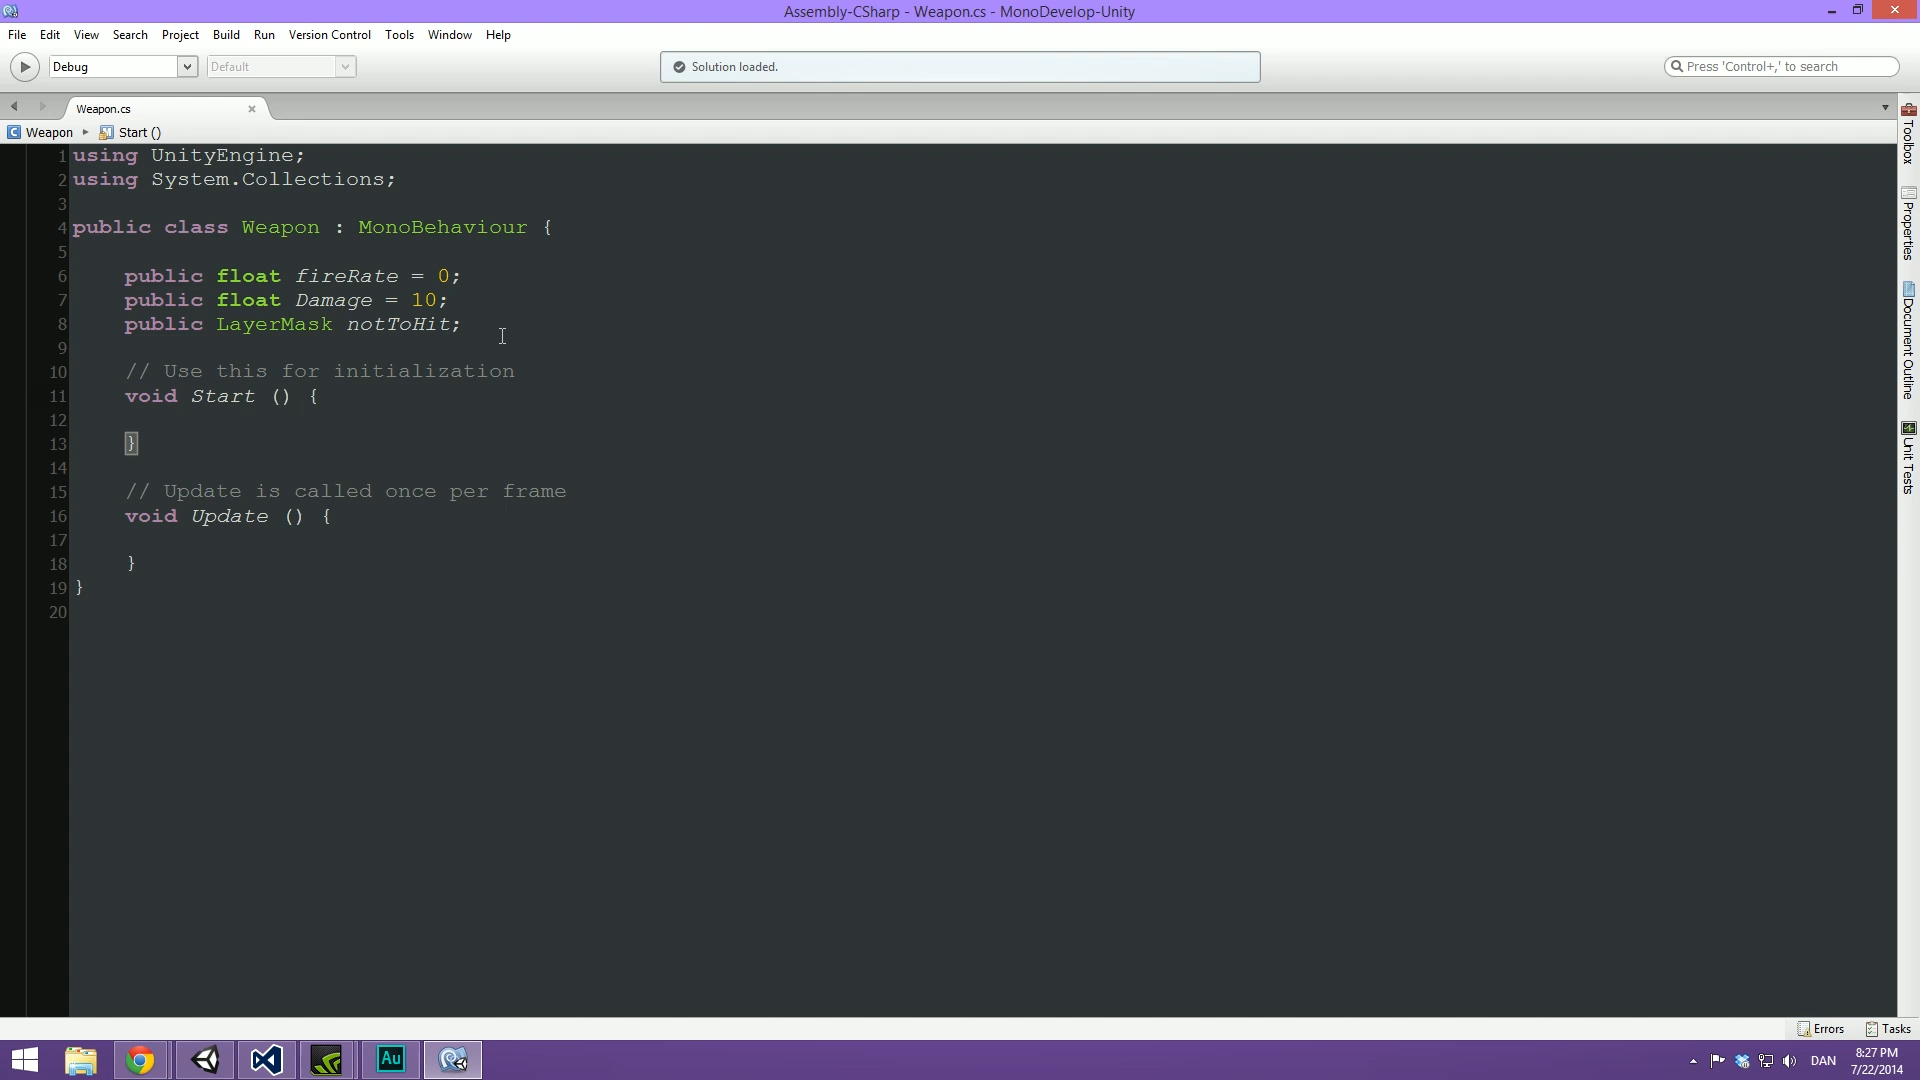 Assembly-CSharp - Weapon.cs - MonoDevelop-Unity
File Edit View Search Project Build Run Version Control Tools Window Help
Debug Default Solution loaded. Press 'Control+,' to search
Weapon.cs
Weapon Start ()
1 using UnityEngine;
2 using System.Collections;
3
4 public class Weapon : MonoBehaviour {
5
6 public float fireRate = 0;
7 public float Damage = 10;
8 public LayerMask notToHit;
9
10 // Use this for initialization
11 void Start () {
12
13 }
14
15 // Update is called once per frame
16 void Update () {
17
18 }
19 }
20
Toolbox
Properties
Document Outline
Unit Tests
Errors Tasks
Au
DAN
8:27 PM
7/22/2014